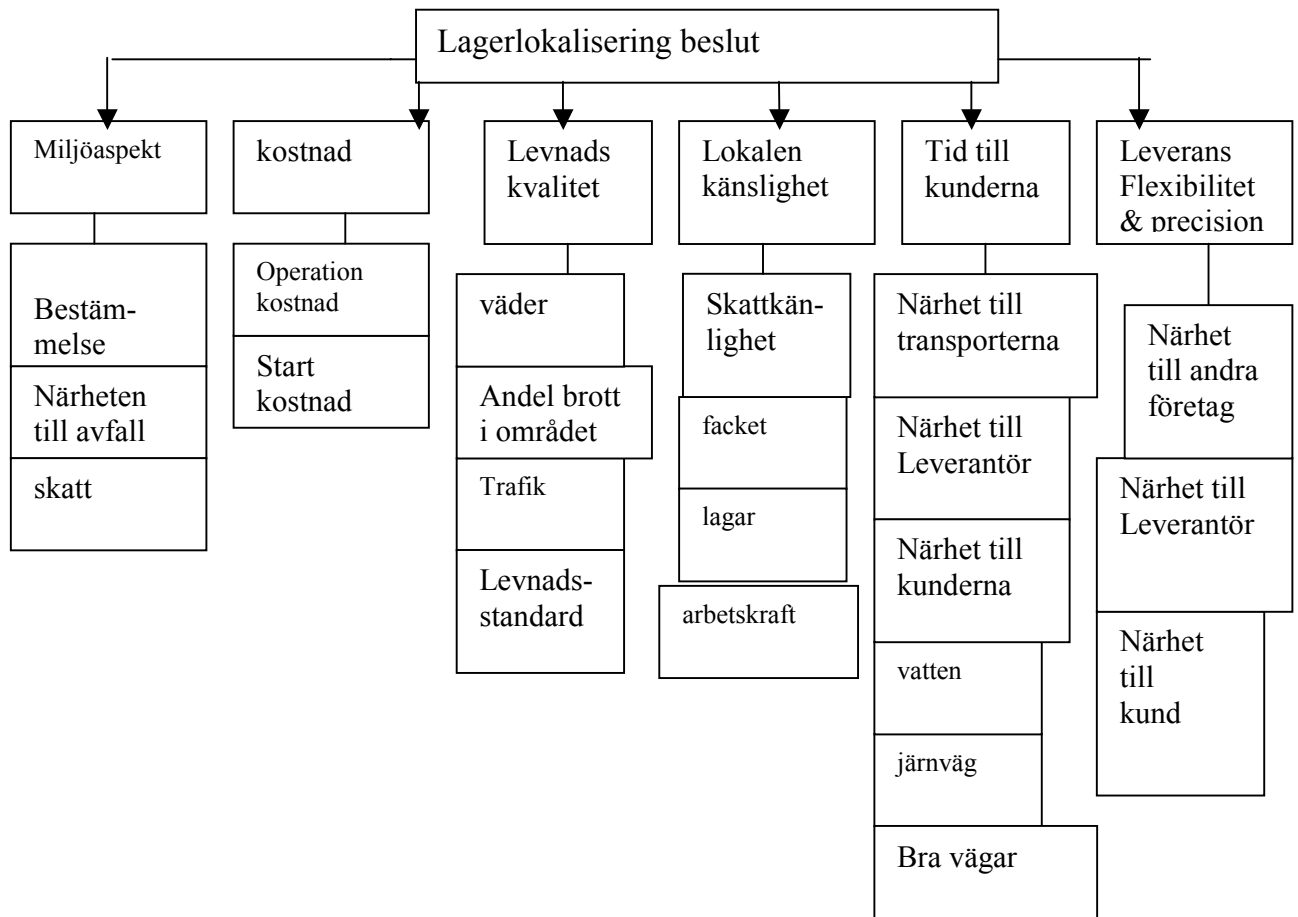 Lagerlokalisering beslut
Miljöaspekt
Bestäm-
mmelse
Närheten
till avfall
skatt
kostnad
Operation
kostnad
Start
kostnad
Levnads
kvalitet
väder
Andel brott
i området
Trafik
Levnads-
standard
Lokalen
känslighet
Skattkän-
lighet
facket
lagar
arbetskraft
Tid till
kunderna
Närhet till
transporterna
Närhet till
Leverantör
Närhet till
kunderna
vatten
järnväg
Bra vägar
Leverans
Flexibilitet
& precision
Närhet
till andra
företag
Närhet till
Leverantör
Närhet
till
kund